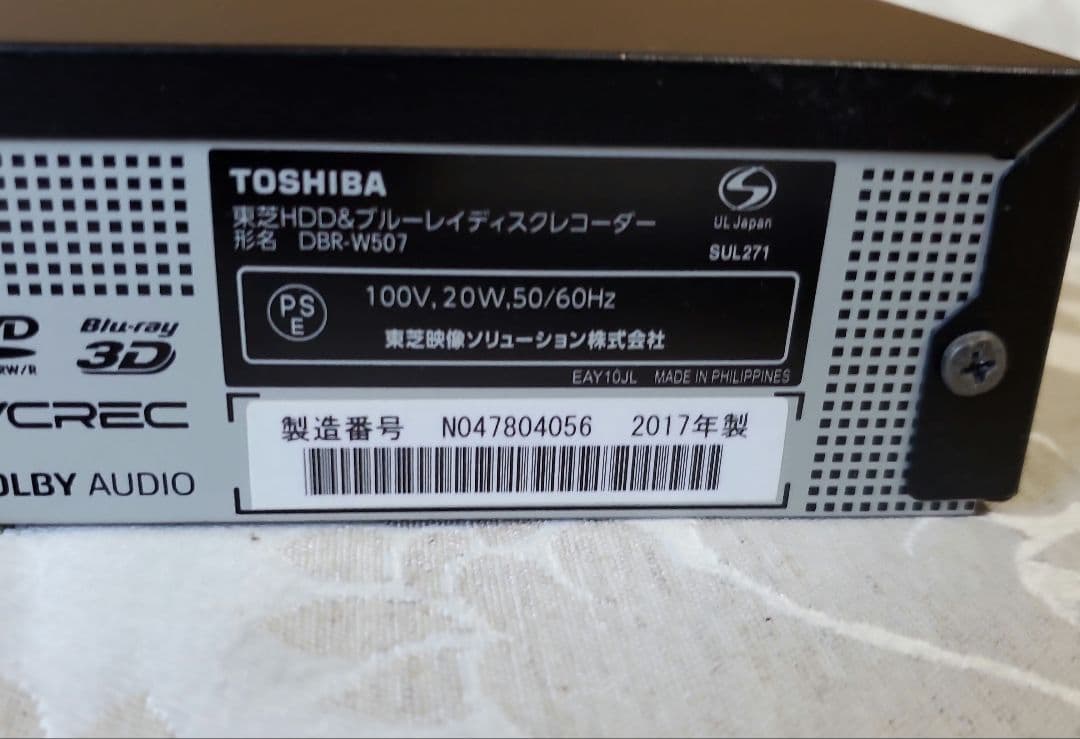 TOSHIBA
東芝HDD&ブルーレイディスクレコーダー
形名 DBR-W507
UL Japan
SUL271
PS
E
100V, 20W, 50/60Hz
東芝映像ソリューション株式会社
EAY10JL MADE IN PHILIPPINES
製造番号 N047804056 2017年製
RW/R
Blu-ray
3D
YCREC
OLBY AUDIO